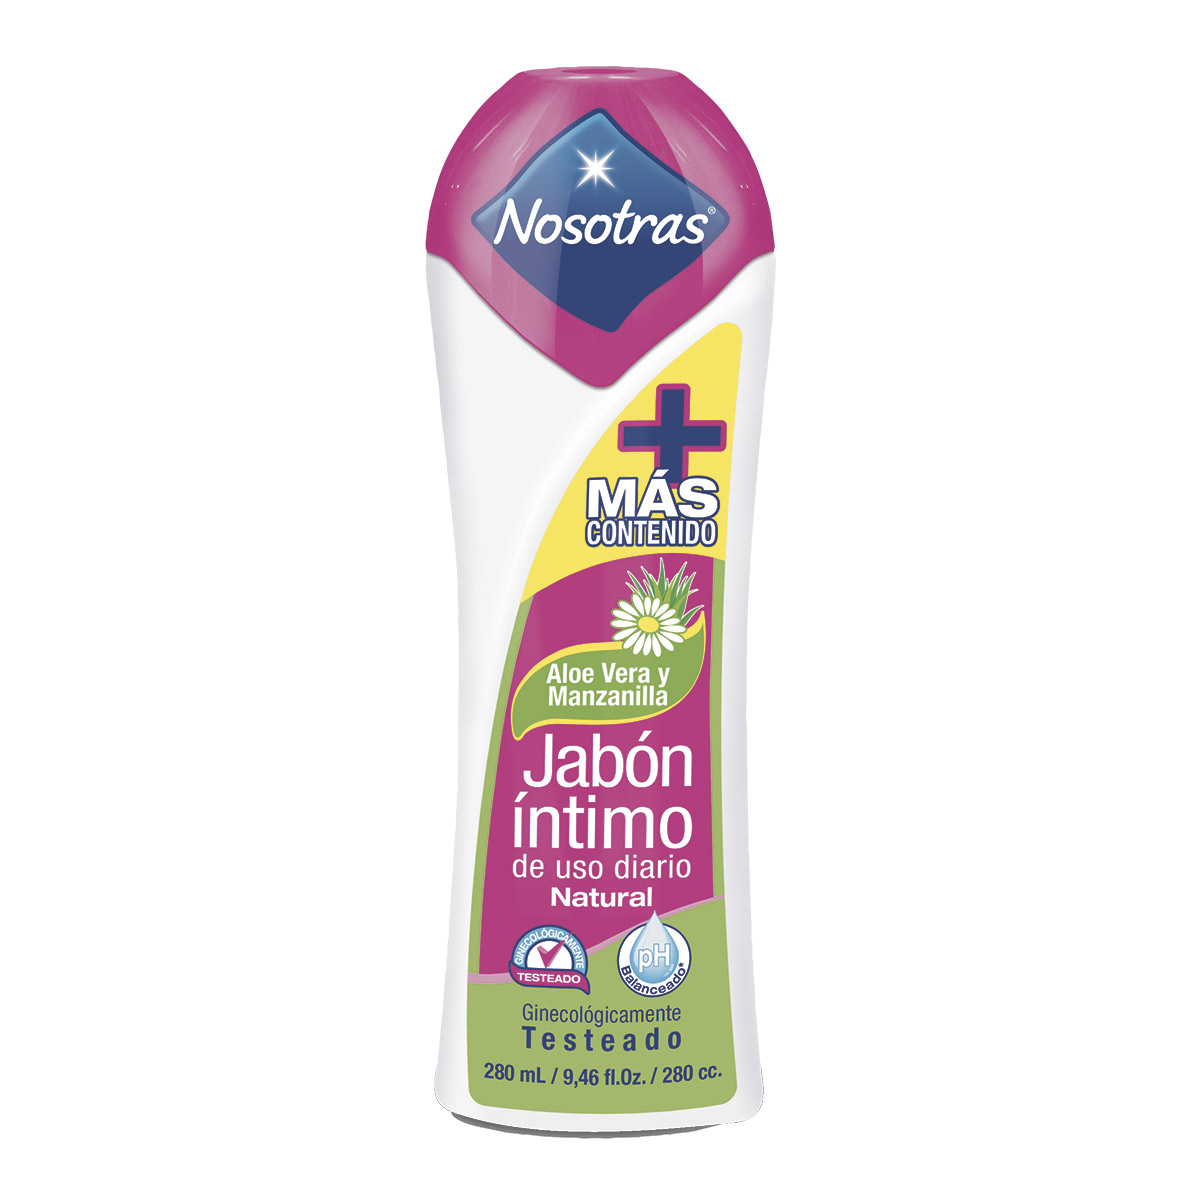 Nosotras®
MÁS
CONTENIDO
Aloe Vera y
Manzanilla
Jabón
íntimo
de uso diario
Natural
GINECOLÓGICAMENTE
TESTEADO
pH
Balanceado*
Ginecológicamente
Testeado
280 mL / 9,46 fl.Oz. / 280 cc.